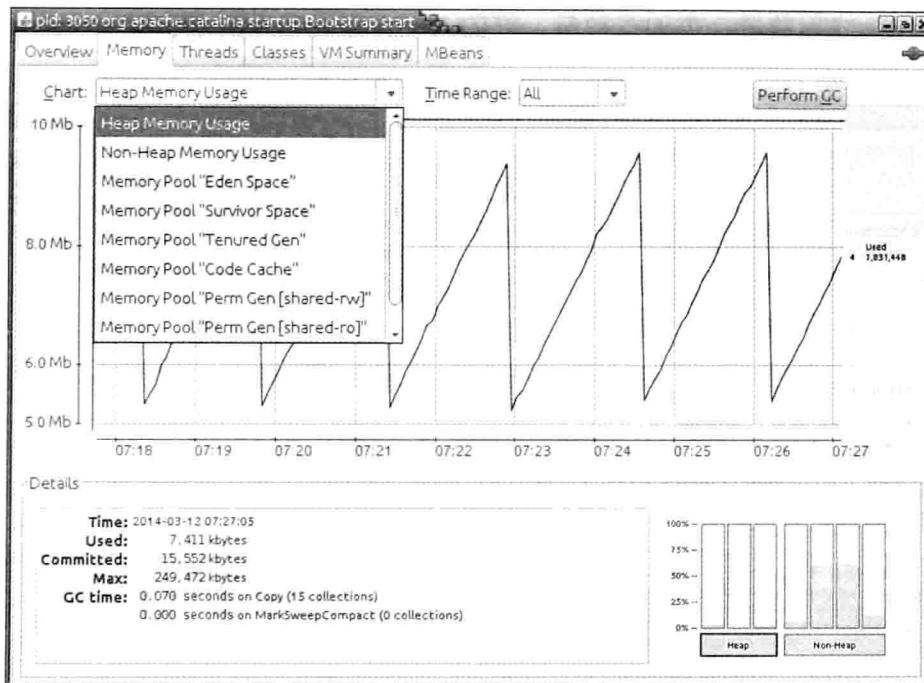 pid: 3050 org.apache.catalina.startup.Bootstrap start
Overview Memory Threads Classes VM Summary MBeans
Chart: Heap Memory Usage Time Range: All Perform GC
Heap Memory Usage
Non-Heap Memory Usage
Memory Pool "Eden Space"
Memory Pool "Survivor Space"
Memory Pool "Tenured Gen"
Memory Pool "Code Cache"
Memory Pool "Perm Gen [shared-rw]"
Memory Pool "Perm Gen [shared-ro]"
10 Mb
8.0 Mb
6.0 Mb
5.0 Mb
Used
07:18 07:19 07:20 07:21 07:22 07:23 07:24 07:25 07:26 07:27
Details
Time: 2014-03-12 07:27:05
Used: 7,411 kbytes
Committed: 15,552 kbytes
Max: 249,472 kbytes
GC time: 0.070 seconds on Copy (15 collections)
0.000 seconds on MarkSweepCompact (0 collections)
100% --
75% --
50% --
25% --
0% --
Heap Non-Heap